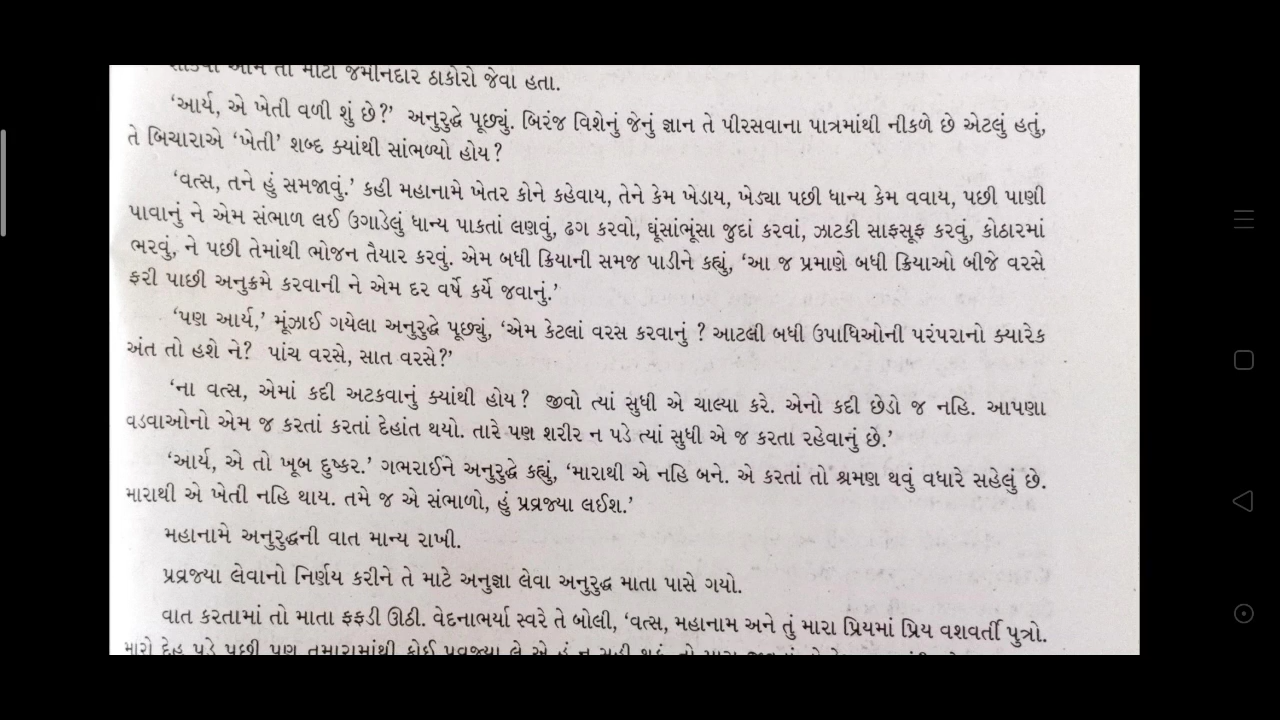 જમીનદાર ઠાકોરો જેવા હતા.
‘આર્ય, એ ખેતી વળી શું છે?’ અનુરુદ્ધે પૂછ્યું. બિરંજ વિશેનું જેનું જ્ઞાન તે પીરસવાના પાત્રમાંથી નીકળે છે એટલું હતું,
તે બિચારાએ ‘ખેતી’ શબ્દ ક્યાંથી સાંભળ્યો હોય?
‘વત્સ, તને હું સમજાવું.’ કહી મહાનામે ખેતર કોને કહેવાય, તેને કેમ ખેડાય, ખેડ્યા પછી ધાન્ય કેમ વવાય, પછી પાણી
પાવાનું ને એમ સંભાળ લઈ ઉગાડેલું ધાન્ય પાકતાં લણવું, ઢગ કરવો, ઘૂંસાંભૂંસા જુદાં કરવાં, ઝાટકી સાફસૂફ કરવું, કોઠારમાં
ભરવું, ને પછી તેમાંથી ભોજન તૈયાર કરવું. એમ બધી ક્રિયાની સમજ પાડીને કહ્યું, ‘આ જ પ્રમાણે બધી ક્રિયાઓ બીજે વરસે
ફરી પાછી અનુક્રમે કરવાની ને એમ દર વર્ષે કર્યે જવાનું.’
‘પણ આર્ય,’ મૂંઝાઈ ગયેલા અનુરુદ્ધે પૂછ્યું, ‘એમ કેટલાં વરસ કરવાનું ? આટલી બધી ઉપાધિઓની પરંપરાનો ક્યારેક
અંત તો હશે ને? પાંચ વરસે, સાત વરસે?’
‘ના વત્સ, એમાં કદી અટકવાનું ક્યાંથી હોય? જીવો ત્યાં સુધી એ ચાલ્યા કરે. એનો કદી છેડો જ નહિ. આપણા
વડવાઓનો એમ જ કરતાં કરતાં દેહાંત થયો. તારે પણ શરીર ન પડે ત્યાં સુધી એ જ કરતા રહેવાનું છે.’
‘આર્ય, એ તો ખૂબ દુષ્કર.’ ગભરાઈને અનુરુદ્ધે કહ્યું, ‘મારાથી એ નહિ બને. એ કરતાં તો શ્રમણ થવું વધારે સહેલું છે.
મારાથી એ ખેતી નહિ થાય. તમે જ એ સંભાળો, હું પ્રવ્રજ્યા લઈશ.’
મહાનામે અનુરુદ્ધની વાત માન્ય રાખી.
પ્રવ્રજ્યા લેવાનો નિર્ણય કરીને તે માટે અનુજ્ઞા લેવા અનુરુદ્ધ માતા પાસે ગયો.
વાત કરતામાં તો માતા ફફડી ઊઠી. વેદનાભર્યા સ્વરે તે બોલી, ‘વત્સ, મહાનામ અને તું મારા પ્રિયમાં પ્રિય વશવર્તી પુત્રો.